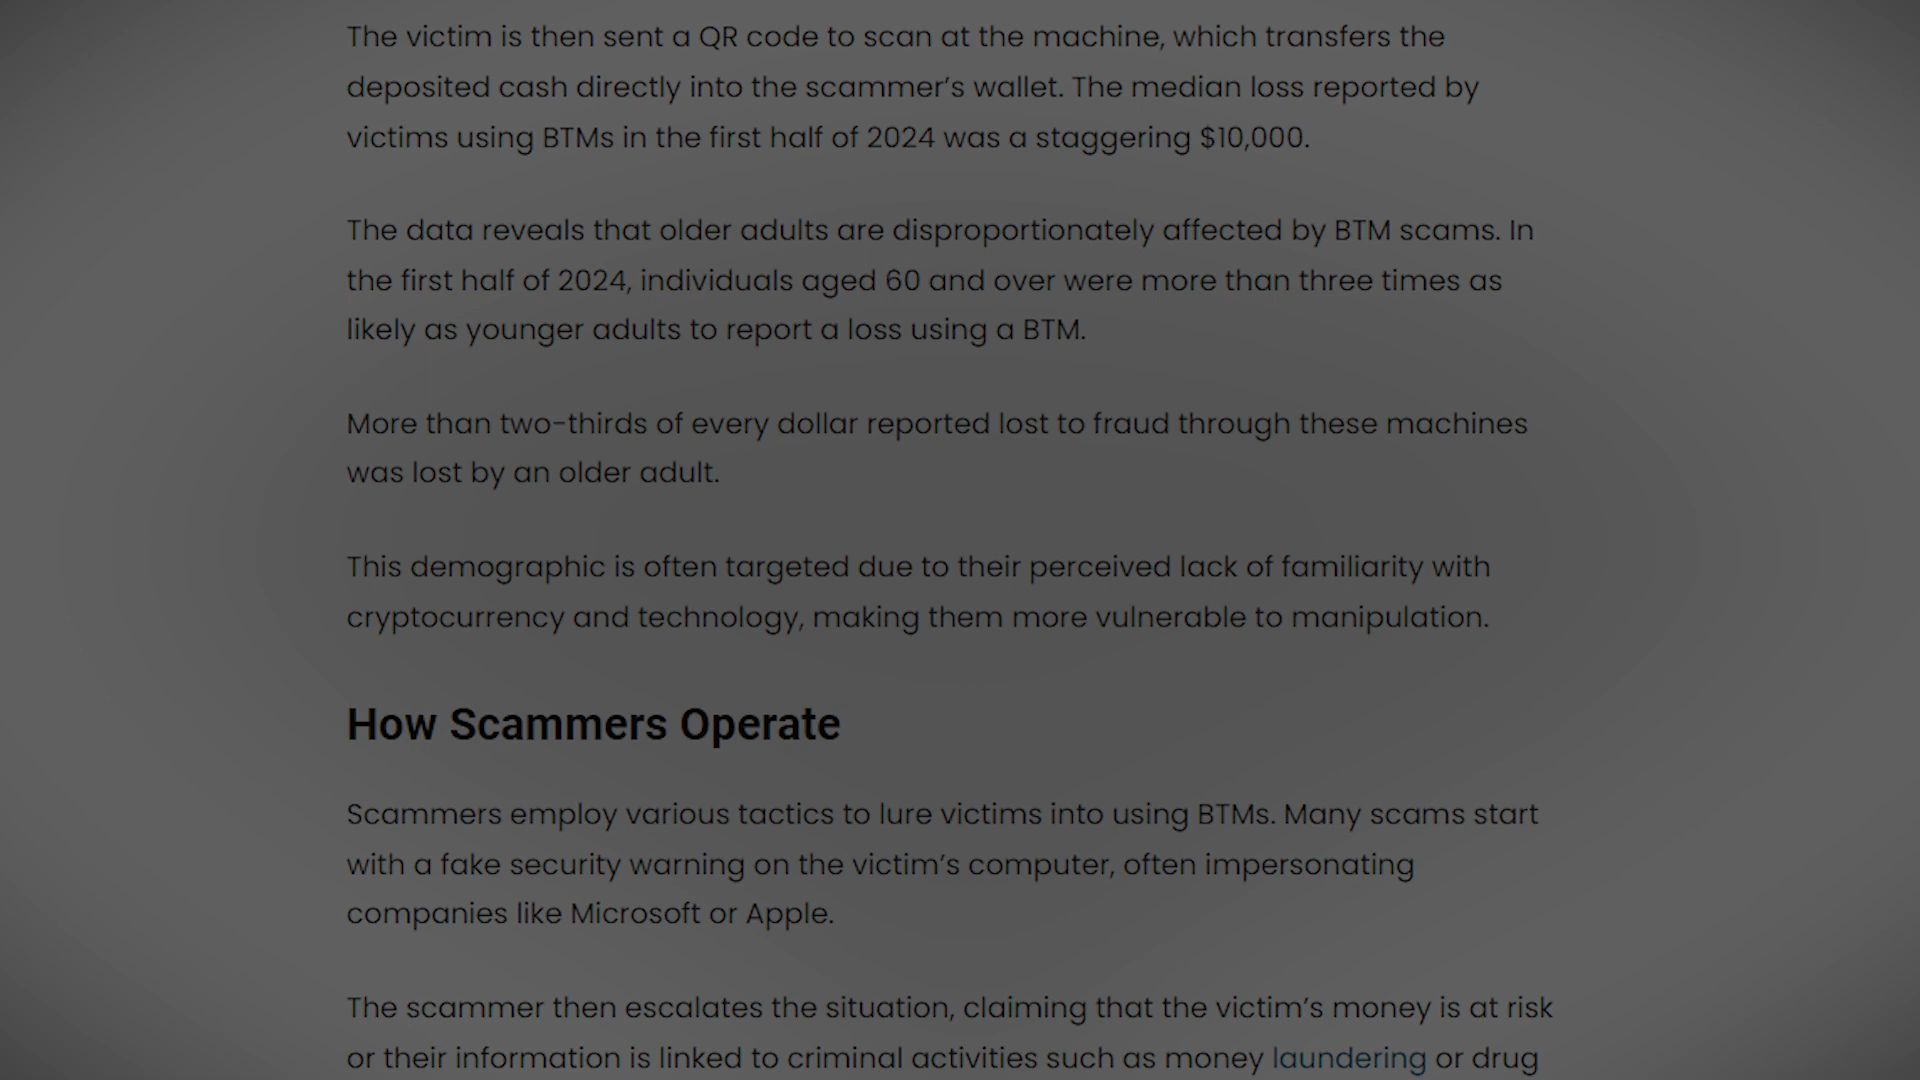 The victim is then sent a QR code to scan at the machine, which transfers the
deposited cash directly into the scammer’s wallet. The median loss reported by
victims using BTMs in the first half of 2024 was a staggering $10,000.
The data reveals that older adults are disproportionately affected by BTM scams. In
the first half of 2024, individuals aged 60 and over were more than three times as
likely as younger adults to report a loss using a BTM.
More than two-thirds of every dollar reported lost to fraud through these machines
was lost by an older adult.
This demographic is often targeted due to their perceived lack of familiarity with
cryptocurrency and technology, making them more vulnerable to manipulation.
How Scammers Operate
Scammers employ various tactics to lure victims into using BTMs. Many scams start
with a fake security warning on the victim’s computer, often impersonating
companies like Microsoft or Apple.
The scammer then escalates the situation, claiming that the victim’s money is at risk
or their information is linked to criminal activities such as money laundering or drug